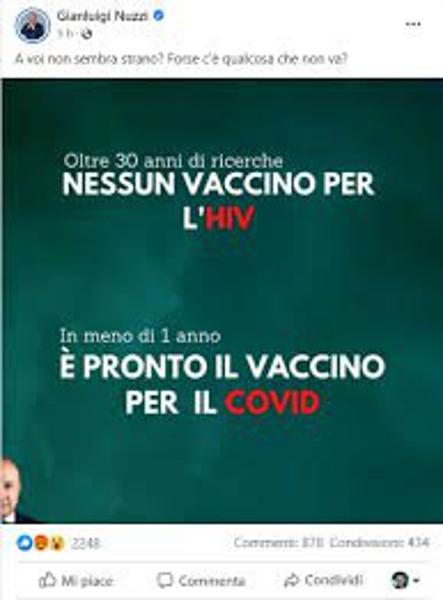 Gianluigi Nuzzi
5 h
A voi non sembra strano? Forse c'è qualcosa che non va?
Oltre 30 anni di ricerche
NESSUN VACCINO PER
L'HIV
In meno di 1 anno
È PRONTO IL VACCINO
PER IL COVID
2248 Commenti: 878 Condivisioni: 434
Mi piace Commenta Condividi